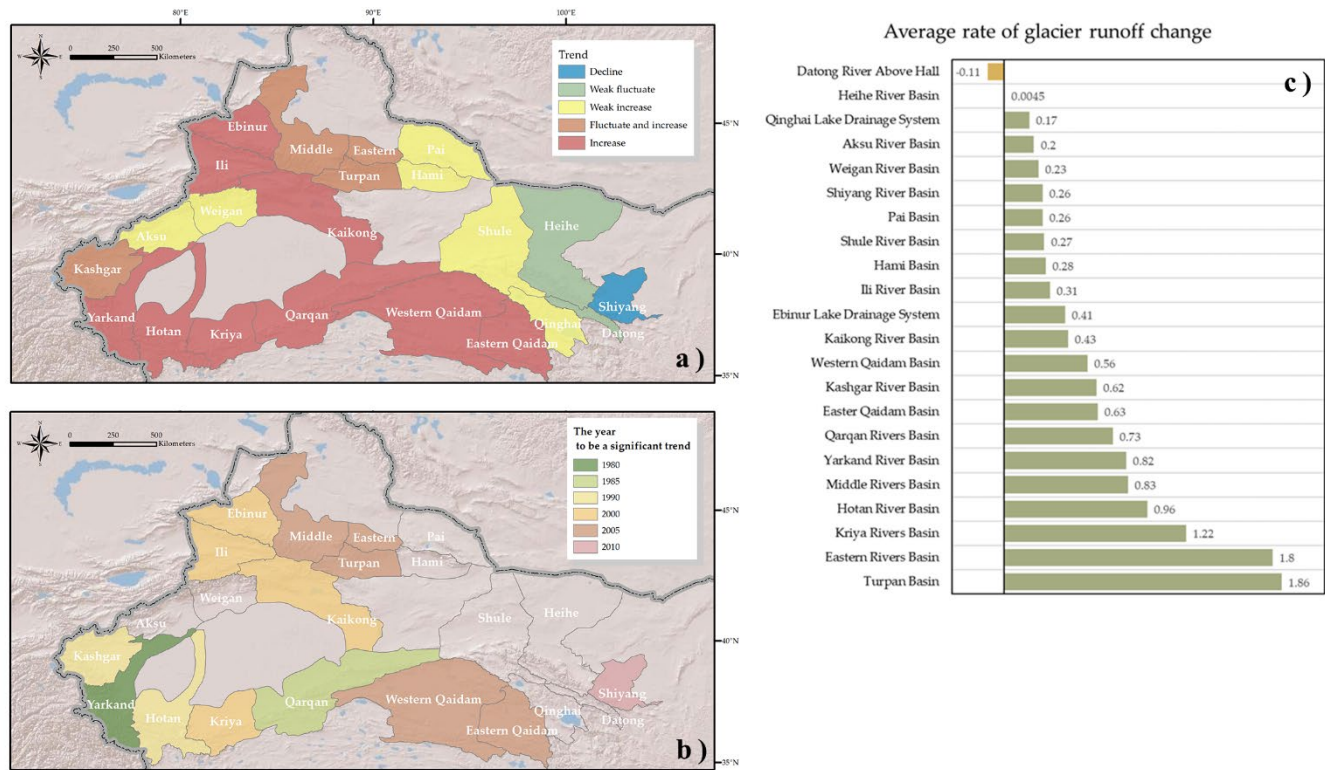 80°E 90°E 100°E
N
W E
S
0 250 500
Kilometers
Trend
Decline
Weak fluctuate
Weak increase
Fluctuate and increase
Increase
45°N
40°N
35°N
Ebinur
Middle
Eastern
Pai
Ili
Turpan
Hami
Weigan
Aksu
Kaikong
Shule
Heihe
Kashgar
Shiyang
Yarkand
Hotan
Kriya
Qarqan
Western Qaidam
Qinghai
Datong
Eastern Qaidam
a )
N
W E
S
0 250 500
Kilometers
The year
to be a significant trend
1980
1985
1990
2000
2005
2010
45°N
40°N
35°N
Ebinur
Middle
Eastern
Pai
Ili
Turpan
Hami
Weigan
Aksu
Kaikong
Shule
Heihe
Kashgar
Shiyang
Yarkand
Hotan
Kriya
Qarqan
Western Qaidam
Qinghai
Datong
Eastern Qaidam
b )
Average rate of glacier runoff change
c )
Datong River Above Hall -0.11
Heihe River Basin 0.0045
Qinghai Lake Drainage System 0.17
Aksu River Basin 0.2
Weigan River Basin 0.23
Shiyang River Basin 0.26
Pai Basin 0.26
Shule River Basin 0.27
Hami Basin 0.28
Ili River Basin 0.31
Ebinur Lake Drainage System 0.41
Kaikong River Basin 0.43
Western Qaidam Basin 0.56
Kashgar River Basin 0.62
Easter Qaidam Basin 0.63
Qarqan Rivers Basin 0.73
Yarkand River Basin 0.82
Middle Rivers Basin 0.83
Hotan River Basin 0.96
Kriya Rivers Basin 1.22
Eastern Rivers Basin 1.8
Turpan Basin 1.86